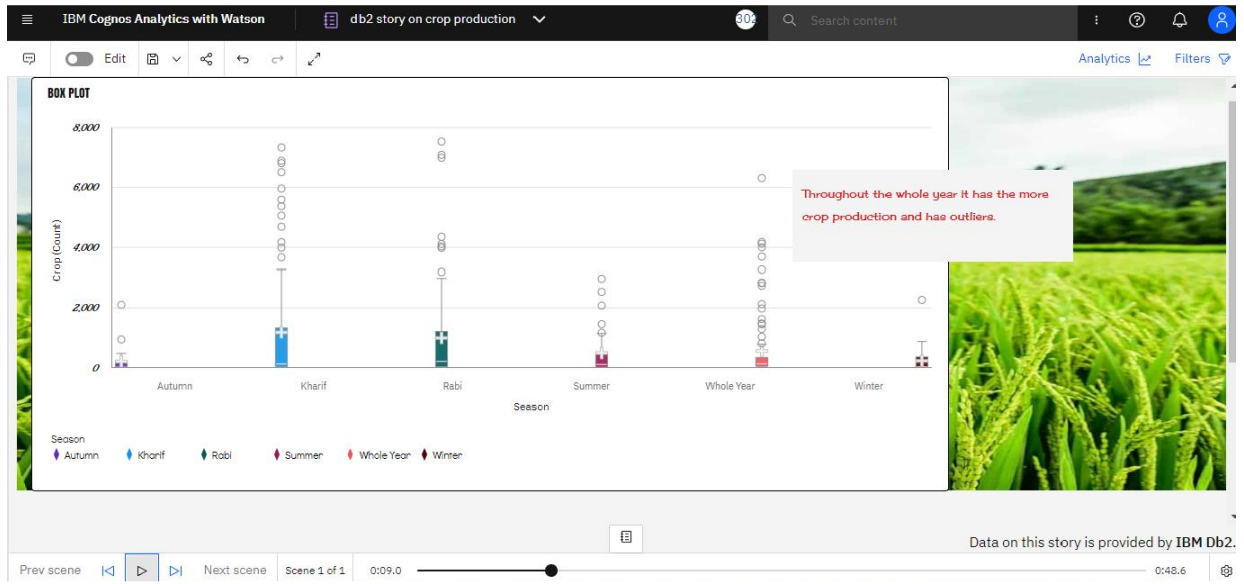 IBM Cognos Analytics with Watson
db2 story on crop production
302
Search content
Edit
Analytics
Filters
BOX PLOT
8,000
6,000
4,000
2,000
0
Crop (Count)
Autumn Kharif Rabi Summer Whole Year Winter
Season
Season
Autumn Kharif Rabi Summer Whole Year Winter
Throughout the whole year it has the more
crop production and has outliers.
Data on this story is provided by IBM Db2.
Prev scene Next scene Scene 1 of 1 0:09.0 0:48.6